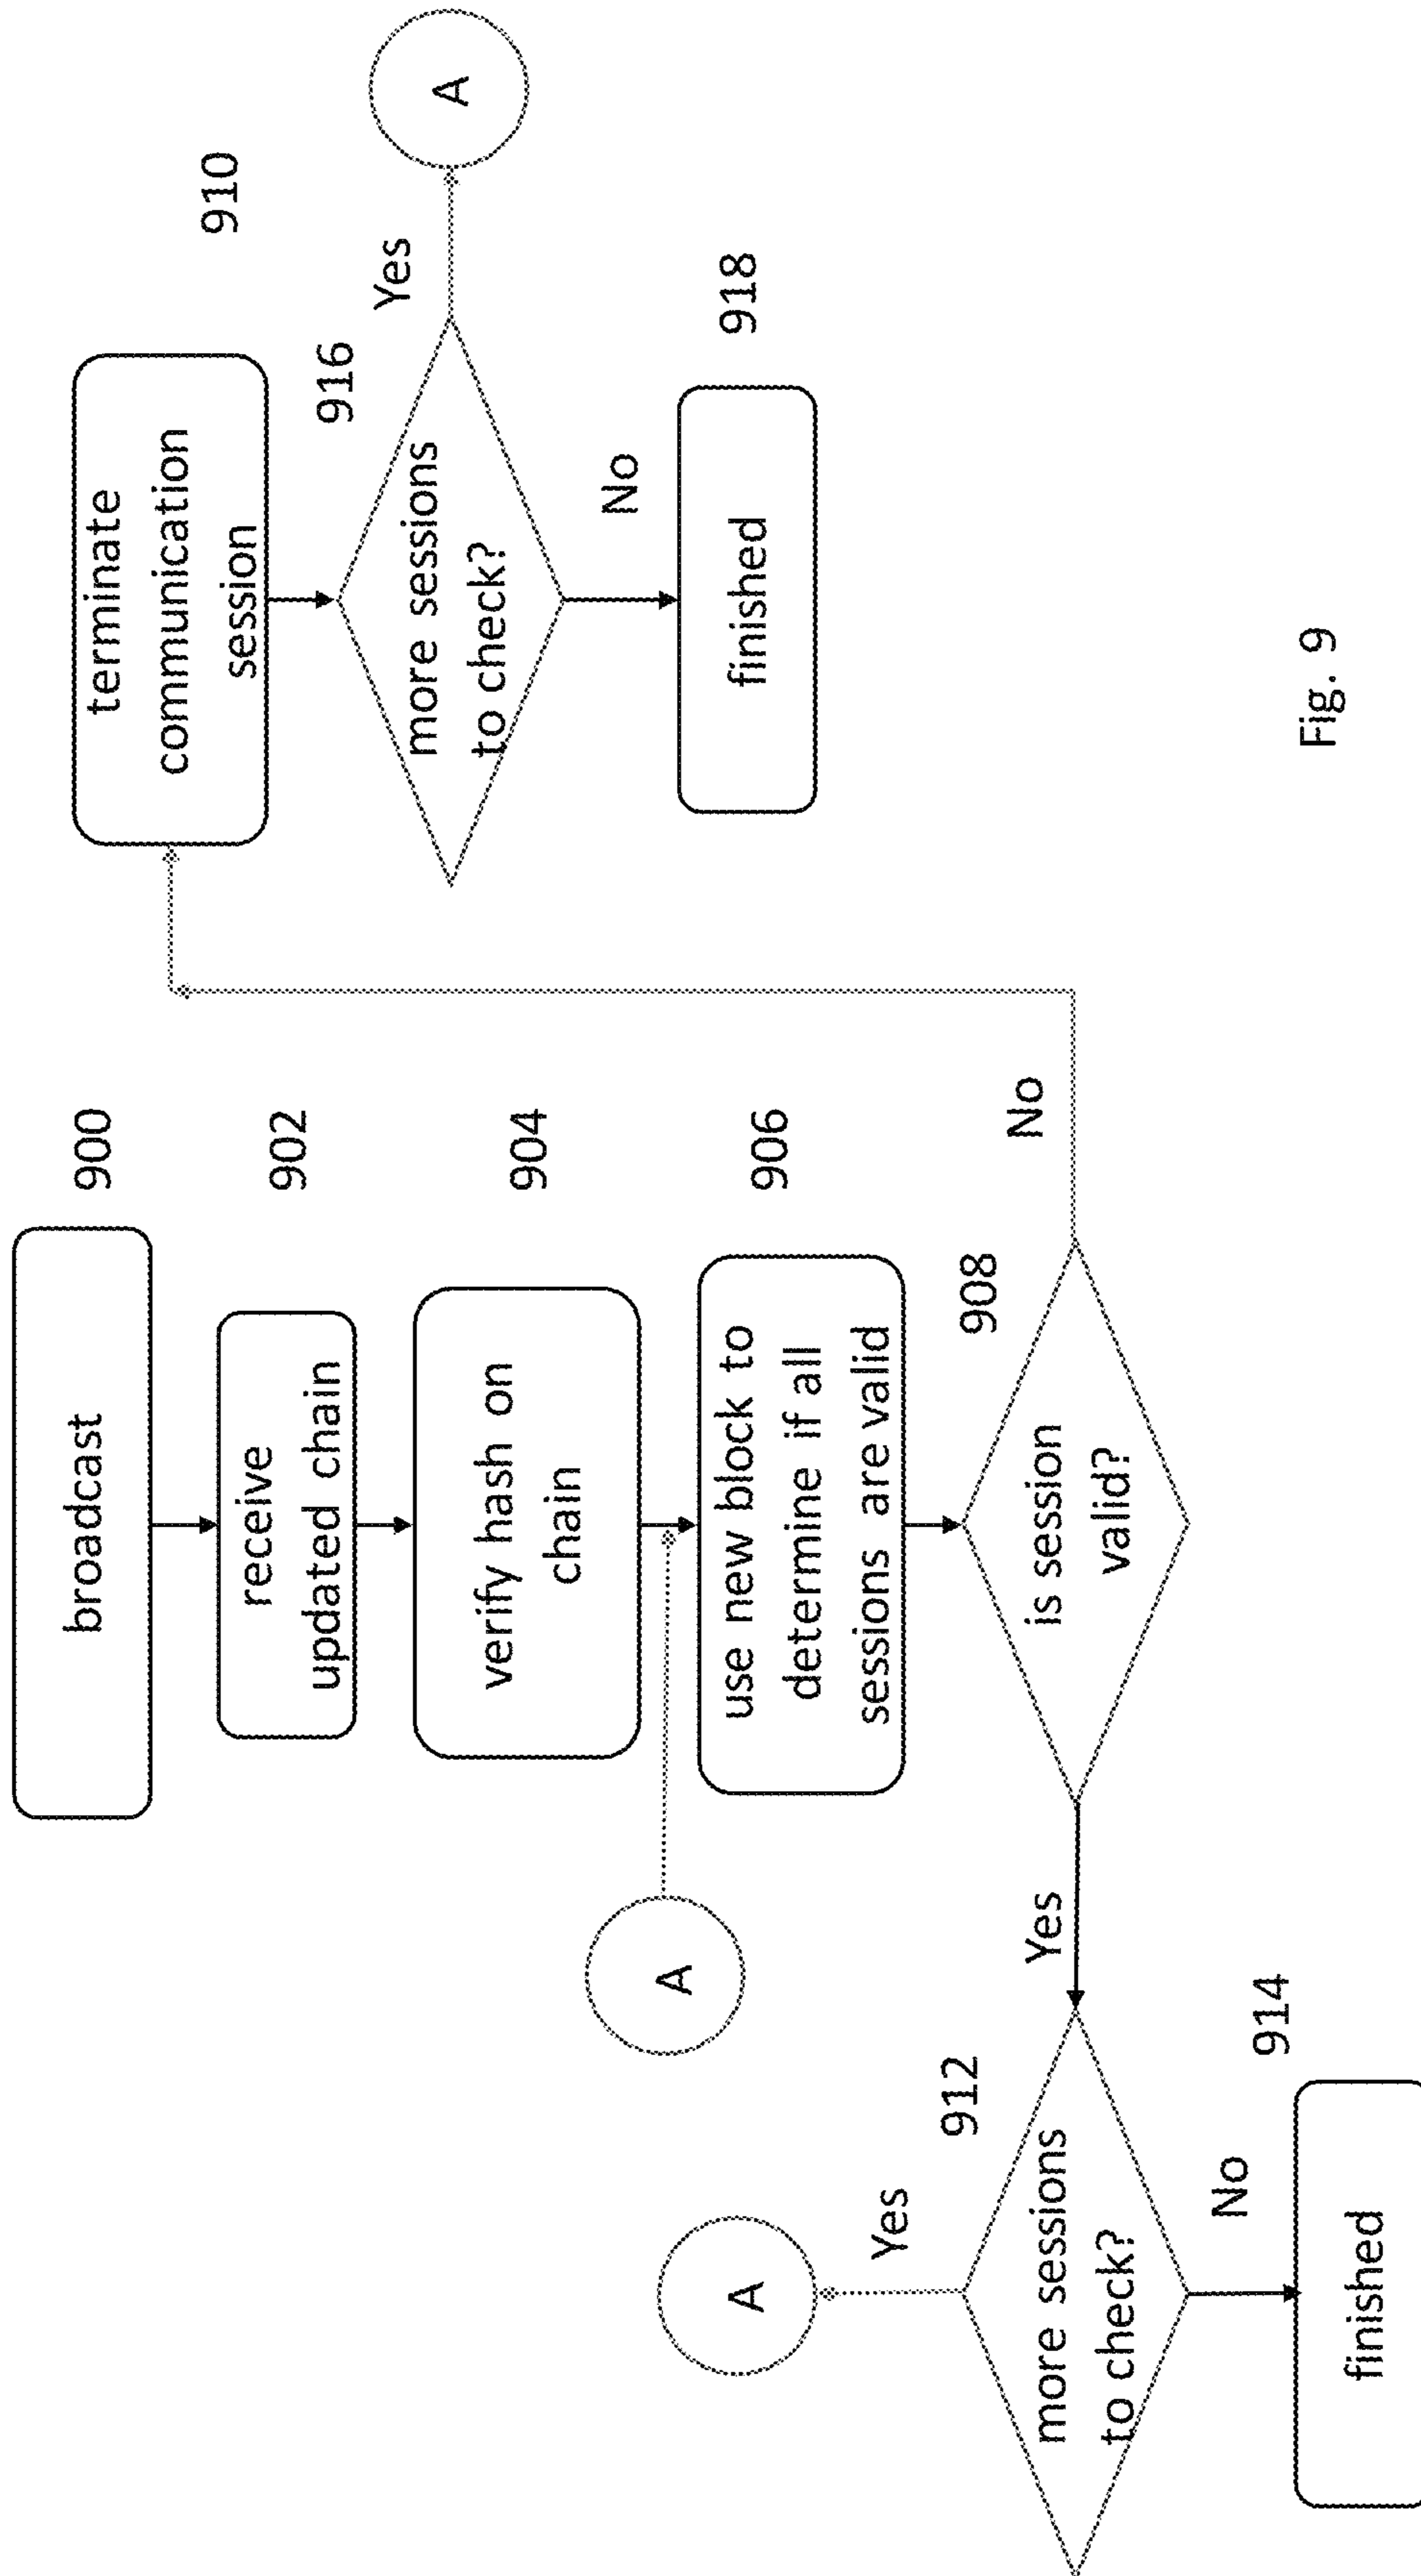 broadcast
900
receive
updated chain
902
verify hash on
chain
904
A
use new block to
determine if all
sessions are valid
906
is session
valid?
908
No
Yes
terminate
communication
session
910
more sessions
to check?
916
Yes
A
No
finished
918
more sessions
to check?
912
Yes
A
No
finished
914
Fig. 9